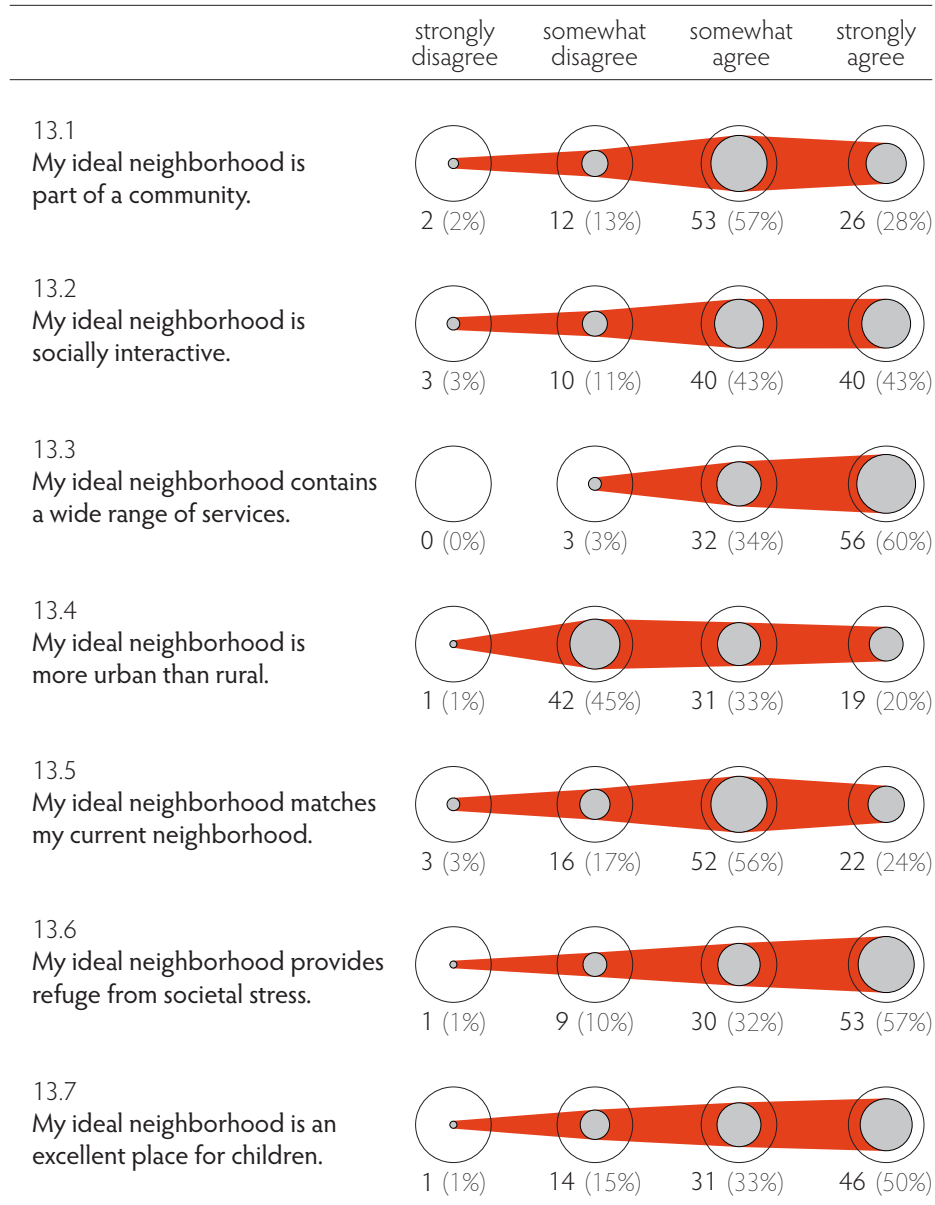 strongly disagree
somewhat disagree
somewhat agree
strongly agree
13.1
My ideal neighborhood is
part of a community.
2 (2%) 12 (13%) 53 (57%) 26 (28%)
13.2
My ideal neighborhood is
socially interactive.
3 (3%) 10 (11%) 40 (43%) 40 (43%)
13.3
My ideal neighborhood contains
a wide range of services.
0 (0%) 3 (3%) 32 (34%) 56 (60%)
13.4
My ideal neighborhood is
more urban than rural.
1 (1%) 42 (45%) 31 (33%) 19 (20%)
13.5
My ideal neighborhood matches
my current neighborhood.
3 (3%) 16 (17%) 52 (56%) 22 (24%)
13.6
My ideal neighborhood provides
refuge from societal stress.
1 (1%) 9 (10%) 30 (32%) 53 (57%)
13.7
My ideal neighborhood is an
excellent place for children.
1 (1%) 14 (15%) 31 (33%) 46 (50%)